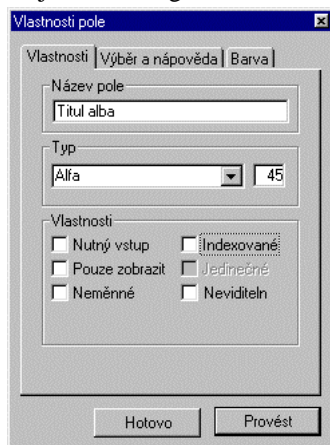 Vlastnosti pole
Vlastnosti Výběr a nápověda Barva
Název pole
Titul alba
Typ
Alfa 45
Vlastnosti
Nutný vstup Indexované
Pouze zobrazit Jedinečné
Neměnné Neviditeln
Hotovo Provést